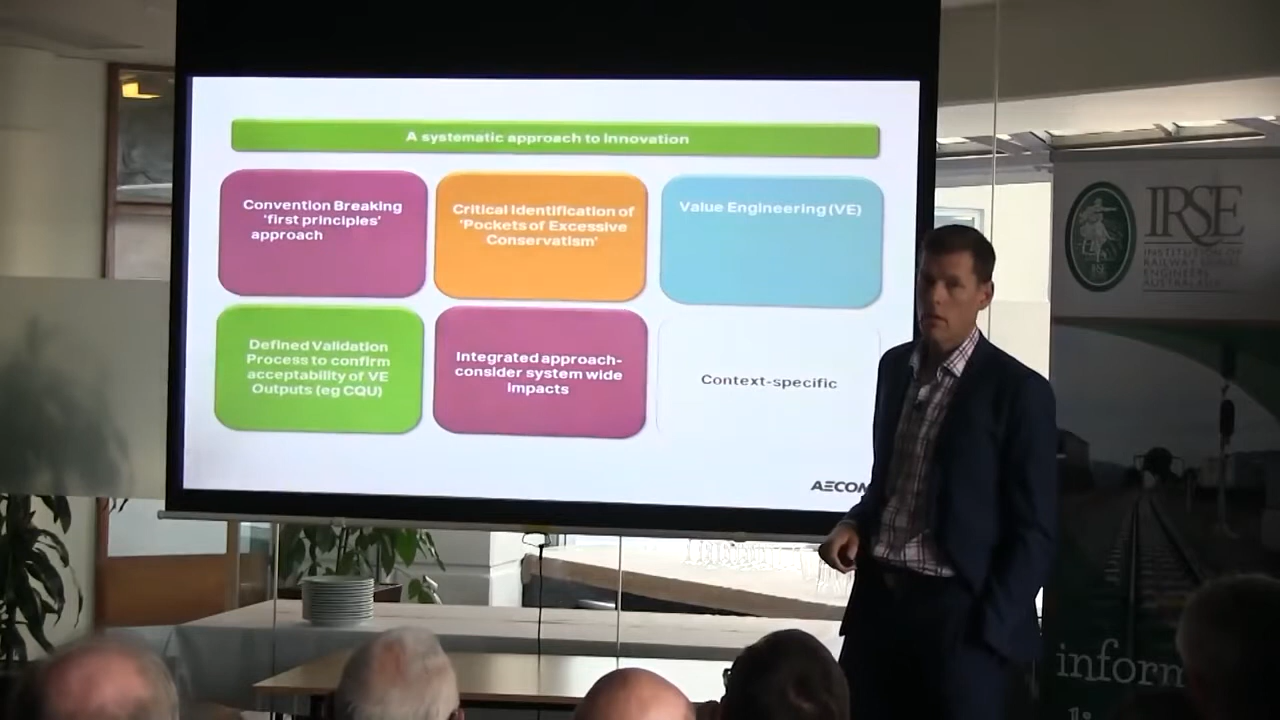 A systematic approach to Innovation
Convention Breaking
'first principles'
approach
Critical Identification of
'Pockets of Excessive
Conservatism'
Value Engineering (VE)
Defined Validation
Process to confirm
acceptability of VE
Outputs (eg CQU)
Integrated approach-
consider system wide
impacts
Context-specific
AECOM
IRSE
INSTITUTION OF
RAILWAY SIGNAL
ENGINEERS
AUSTRALASIA
IRSE
inform